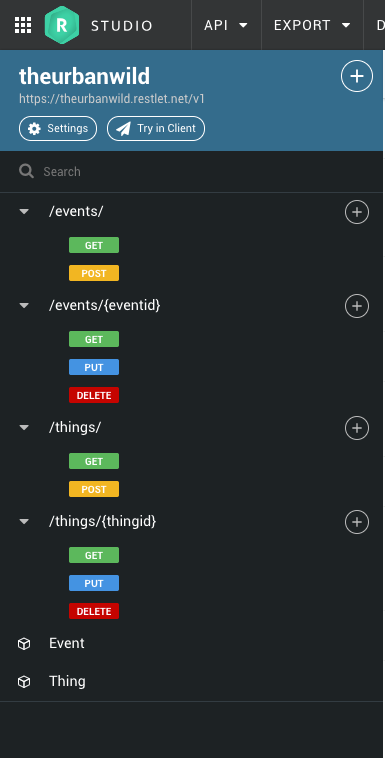 R STUDIO API EXPORT D
theurbanwild
https://theurbanwild.restlet.net/v1
Settings Try in Client
Search
/events/
GET
POST
/events/{eventid}
GET
PUT
DELETE
/things/
GET
POST
/things/{thingid}
GET
PUT
DELETE
Event
Thing